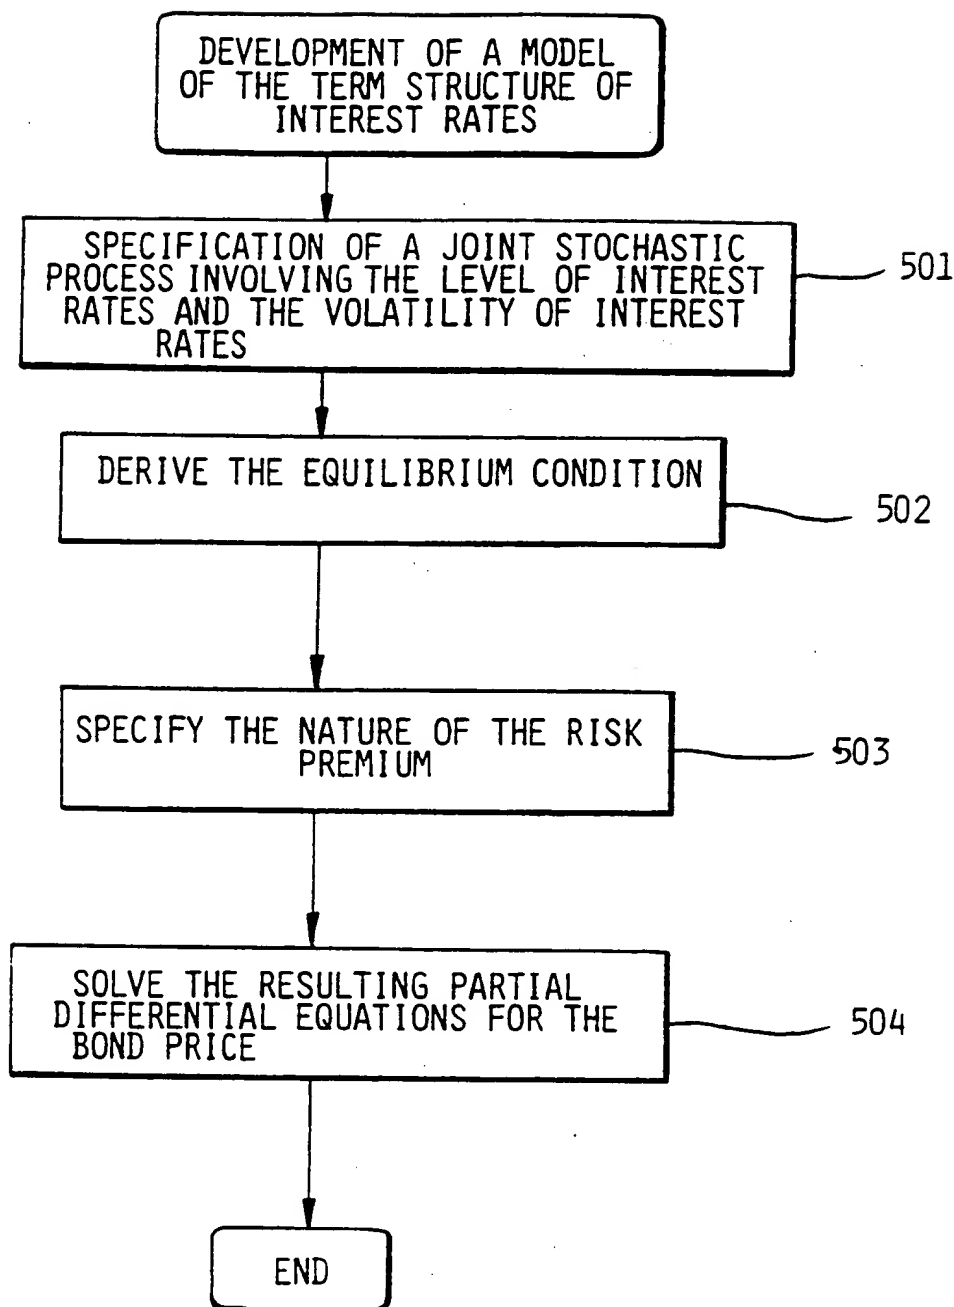 DEVELOPMENT OF A MODEL
OF THE TERM STRUCTURE OF
INTEREST RATES
SPECIFICATION OF A JOINT STOCHASTIC
PROCESS INVOLVING THE LEVEL OF INTEREST
RATES AND THE VOLATILITY OF INTEREST
RATES
501
DERIVE THE EQUILIBRIUM CONDITION
502
SPECIFY THE NATURE OF THE RISK
PREMIUM
503
SOLVE THE RESULTING PARTIAL
DIFFERENTIAL EQUATIONS FOR THE
BOND PRICE
504
END